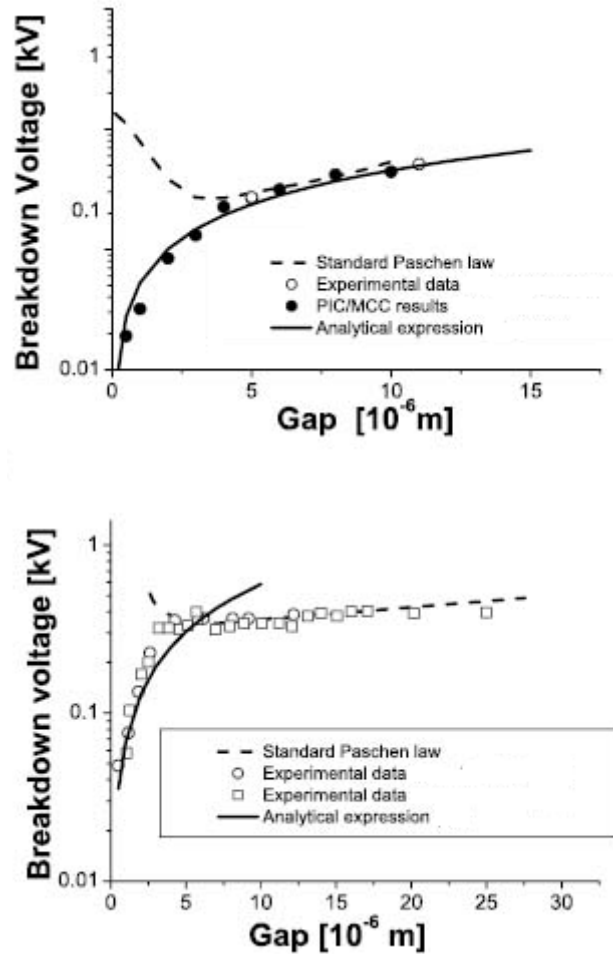 Breakdown Voltage [kV]
1
0.1
0.01
Standard Paschen law
Experimental data
PIC/MCC results
Analytical expression
0 5 10 15
Gap [10⁻⁶ m]
Breakdown voltage [kV]
1
0.1
0.01
Standard Paschen law
Experimental data
Experimental data
Analytical expression
0 5 10 15 20 25 30
Gap [10⁻⁶ m]